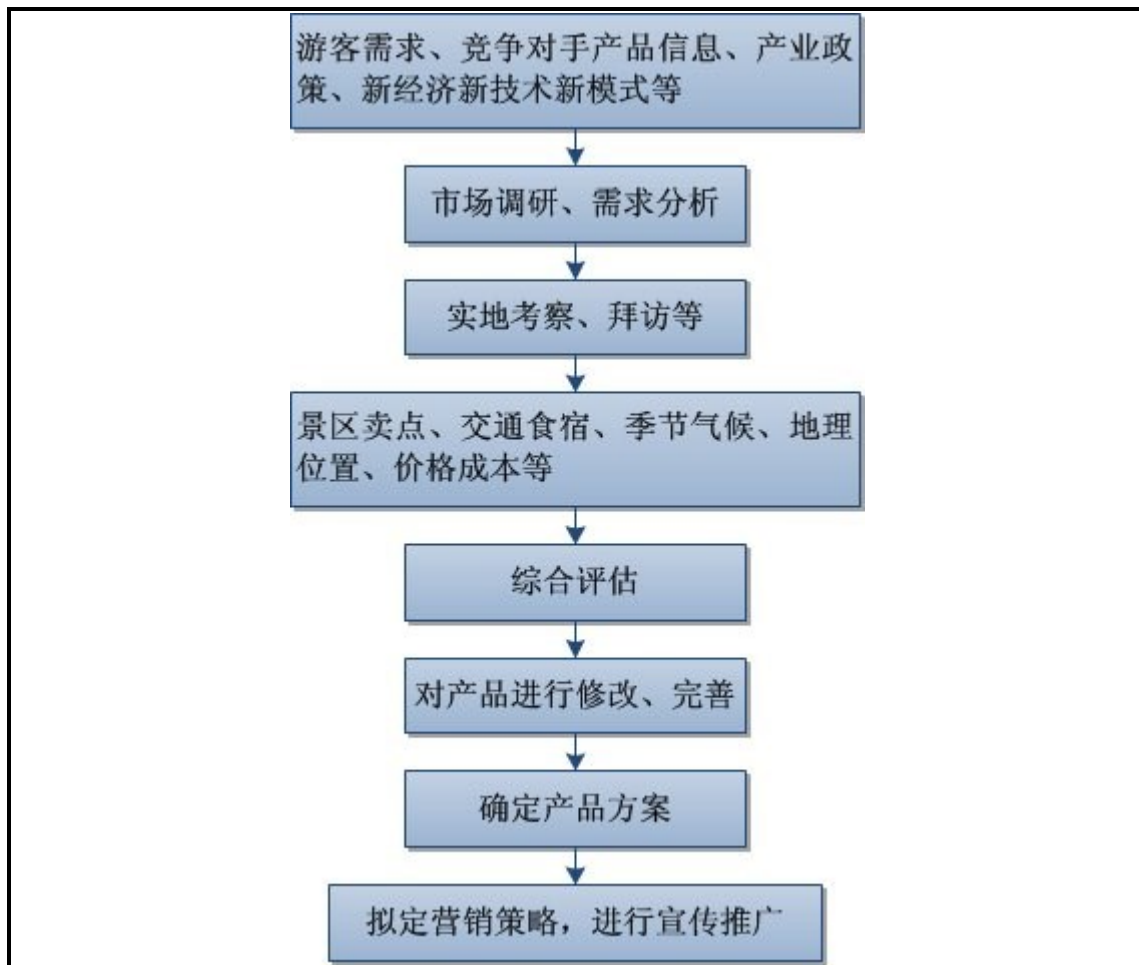 游客需求、竞争对手产品信息、产业政
策、新经济新技术新模式等
市场调研、需求分析
实地考察、拜访等
景区卖点、交通食宿、季节气候、地理
位置、价格成本等
综合评估
对产品进行修改、完善
确定产品方案
拟定营销策略，进行宣传推广